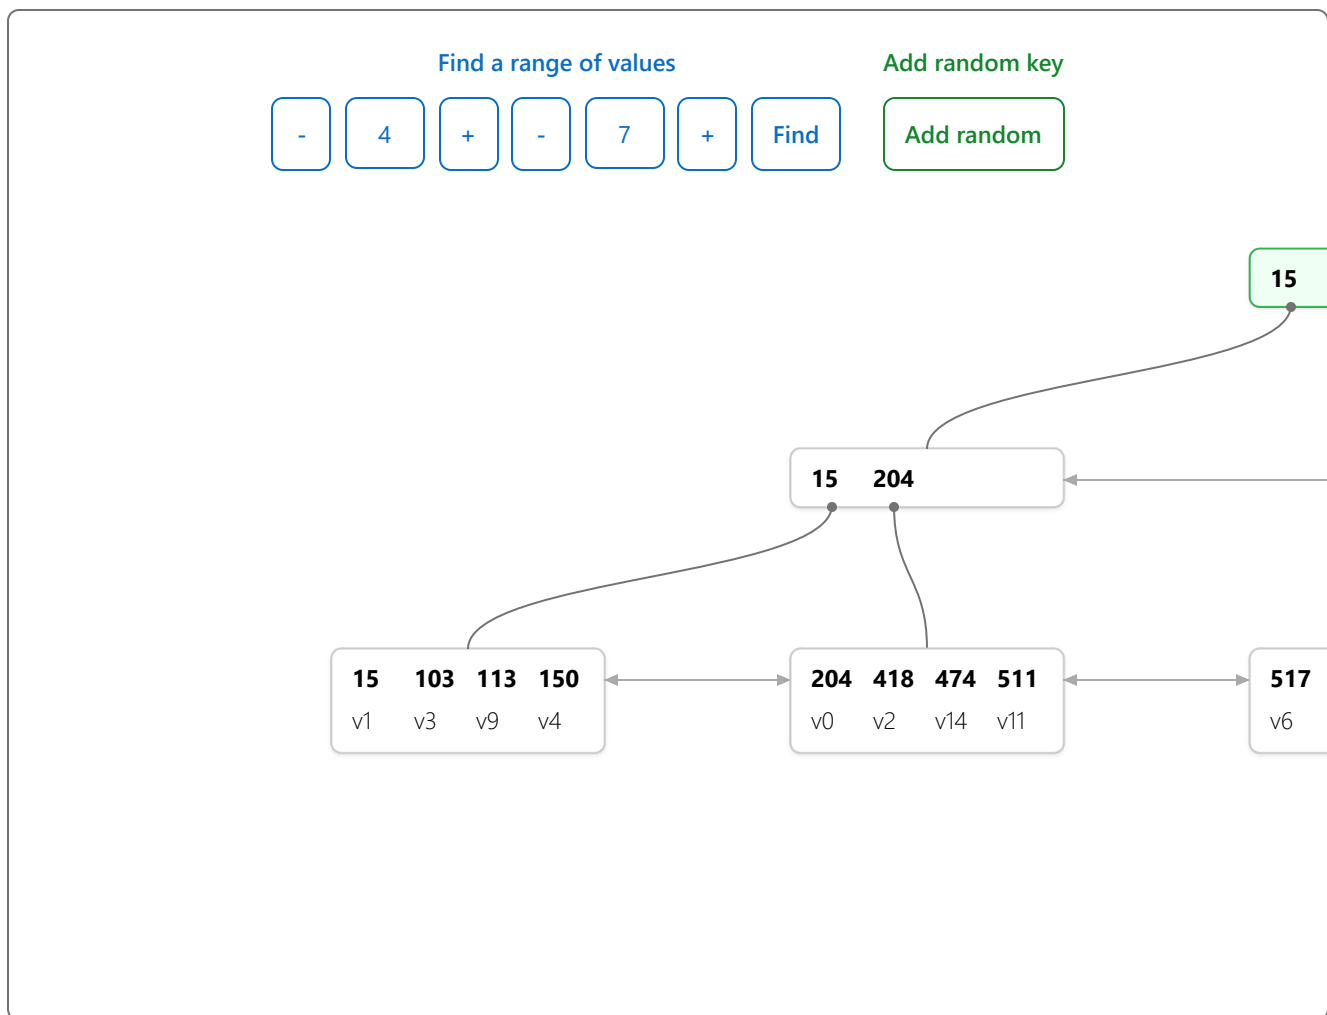 Find a range of values Add random key
- 4 + - 7 + Find Add random
15
15 204
15 103 113 150 204 418 474 511 517
v1 v3 v9 v4 v0 v2 v14 v11 v6